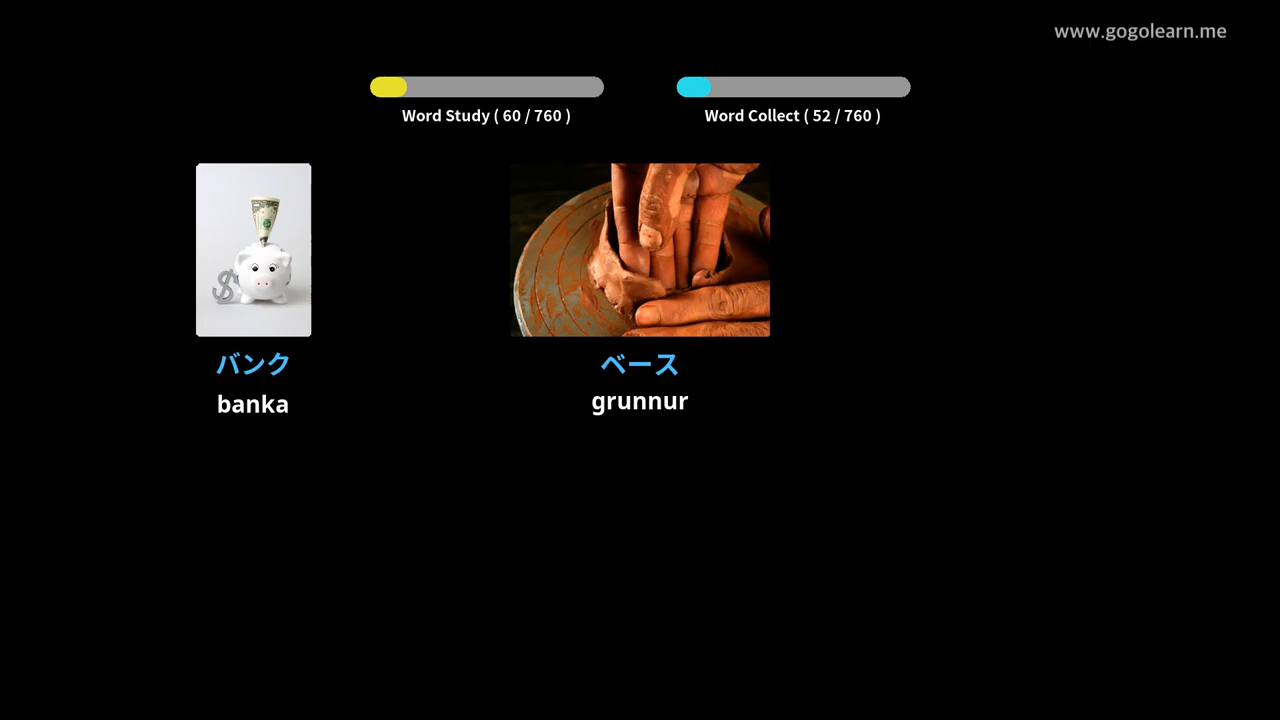 www.gogolearn.me
Word Study ( 60 / 760 )
Word Collect ( 52 / 760 )
バンク
banka
ベース
grunnur